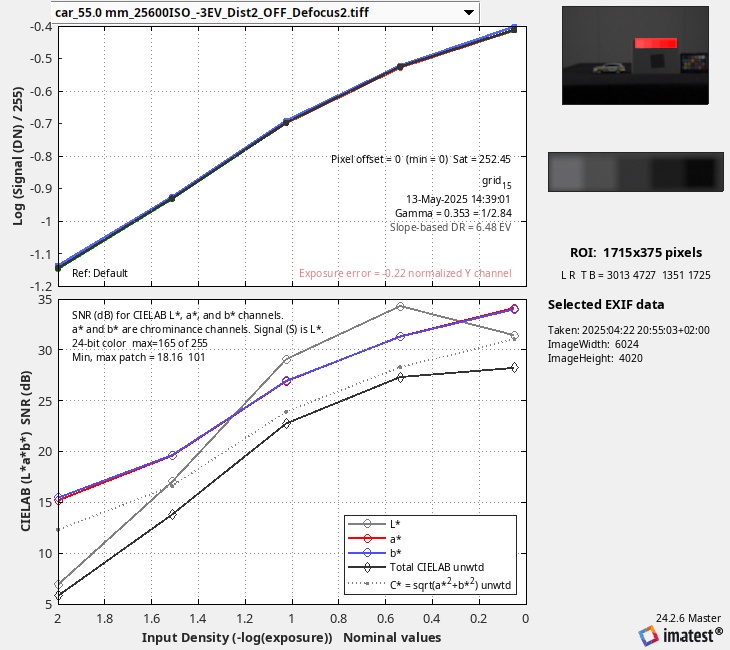 car_55.0 mm_25600ISO_-3EV_Dist2_OFF_Defocus2.tiff
-0.4
-0.5
-0.6
-0.7
-0.8
-0.9
-1
-1.1
-1.2
Log (Signal (DN) / 255)
Pixel offset = 0 (min = 0) Sat = 252.45
grid15
13-May-2025 14:39:01
Gamma = 0.353 = 1/2.84
Slope-based DR = 6.48 EV
Ref: Default
Exposure error = -0.22 normalized Y channel
ROI: 1715x375 pixels
L R T B = 3013 4727 1351 1725
Selected EXIF data
Taken: 2025:04:22 20:55:03+02:00
ImageWidth: 6024
ImageHeight: 4020
35
30
25
20
15
10
5
CIELAB (L*a*b*) SNR (dB)
SNR (dB) for CIELAB L*, a*, and b* channels.
a* and b* are chrominance channels. Signal (S) is L*.
24-bit color max=165 of 255
Min, max patch = 18.16 101
L*
a*
b*
Total CIELAB unwtd
C* = sqrt(a*2+b*2) unwtd
2 1.8 1.6 1.4 1.2 1 0.8 0.6 0.4 0.2 0
Input Density (-log(exposure)) Nominal values
24.2.6 Master
imatest®